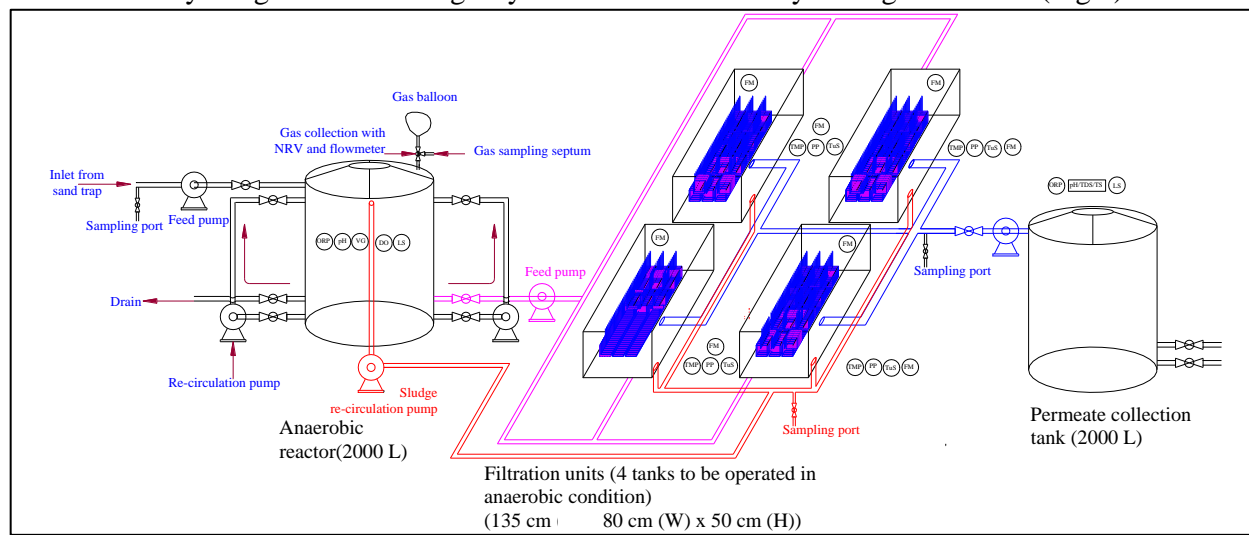 Gas balloon
Gas collection with
NRV and flowmeter
Gas sampling septum
Inlet from
sand trap
Sampling port
Feed pump
ORP
pH
VG
DO
LS
Drain
Re-circulation pump
Sludge
re-circulation pump
Anaerobic
reactor(2000 L)
Feed pump
FM
FM
FM
TMP
PP
TuS
TMP
PP
TuS
FM
FM
FM
FM
TMP
PP
TuS
TMP
PP
TuS
FM
Sampling port
Sampling port
Filtration units (4 tanks to be operated in
anaerobic condition)
(135 cm ( 80 cm (W) x 50 cm (H))
ORP
pH/TDS/TS
LS
Permeate collection
tank (2000 L)